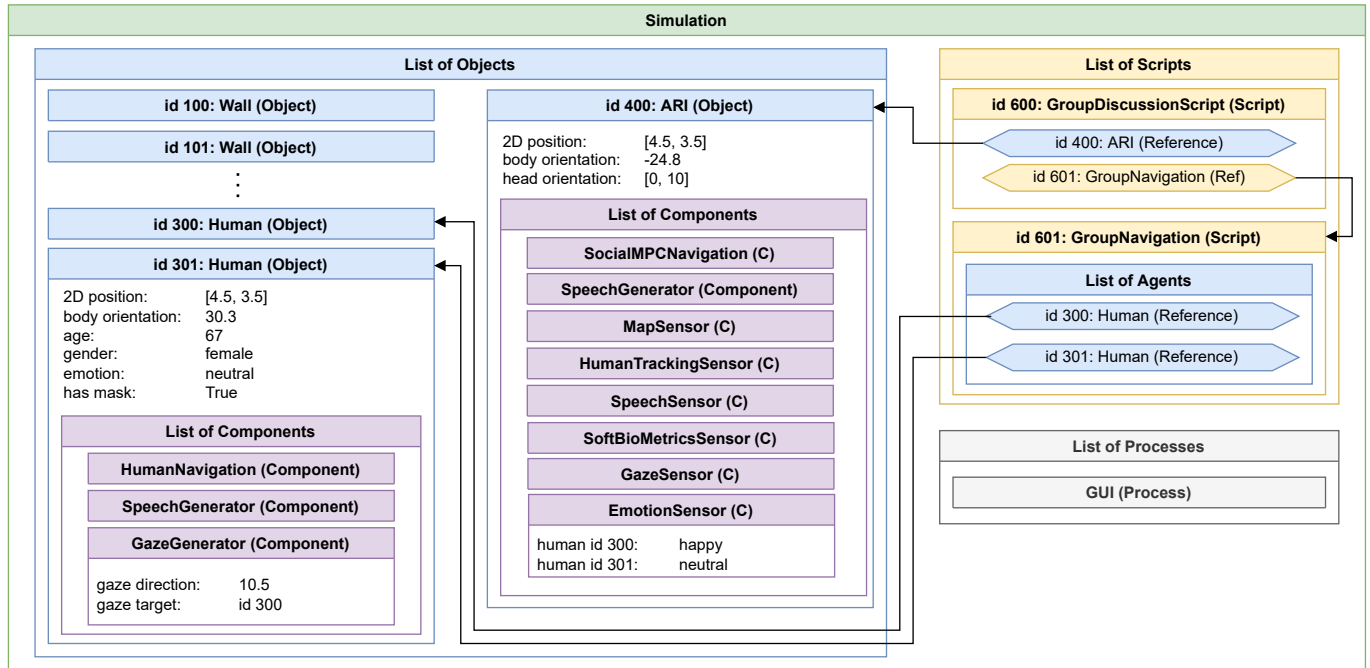 Simulation
List of Objects
id 100: Wall (Object)
id 101: Wall (Object)
id 300: Human (Object)
id 301: Human (Object)
2D position: [4.5, 3.5]
body orientation: 30.3
age: 67
gender: female
emotion: neutral
has mask: True
List of Components
HumanNavigation (Component)
SpeechGenerator (Component)
GazeGenerator (Component)
gaze direction: 10.5
gaze target: id 300
id 400: ARI (Object)
2D position: [4.5, 3.5]
body orientation: -24.8
head orientation: [0, 10]
List of Components
SocialMPCNavigation (C)
SpeechGenerator (Component)
MapSensor (C)
HumanTrackingSensor (C)
SpeechSensor (C)
SoftBioMetricsSensor (C)
GazeSensor (C)
EmotionSensor (C)
human id 300: happy
human id 301: neutral
List of Scripts
id 600: GroupDiscussionScript (Script)
id 400: ARI (Reference)
id 601: GroupNavigation (Ref)
id 601: GroupNavigation (Script)
List of Agents
id 300: Human (Reference)
id 301: Human (Reference)
List of Processes
GUI (Process)